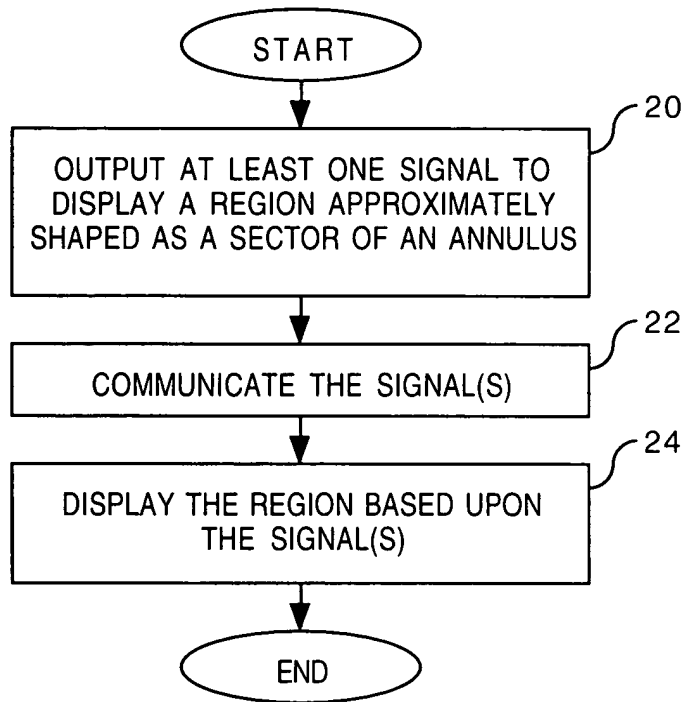 START
20
OUTPUT AT LEAST ONE SIGNAL TO
DISPLAY A REGION APPROXIMATELY
SHAPED AS A SECTOR OF AN ANNULUS
22
COMMUNICATE THE SIGNAL(S)
24
DISPLAY THE REGION BASED UPON
THE SIGNAL(S)
END